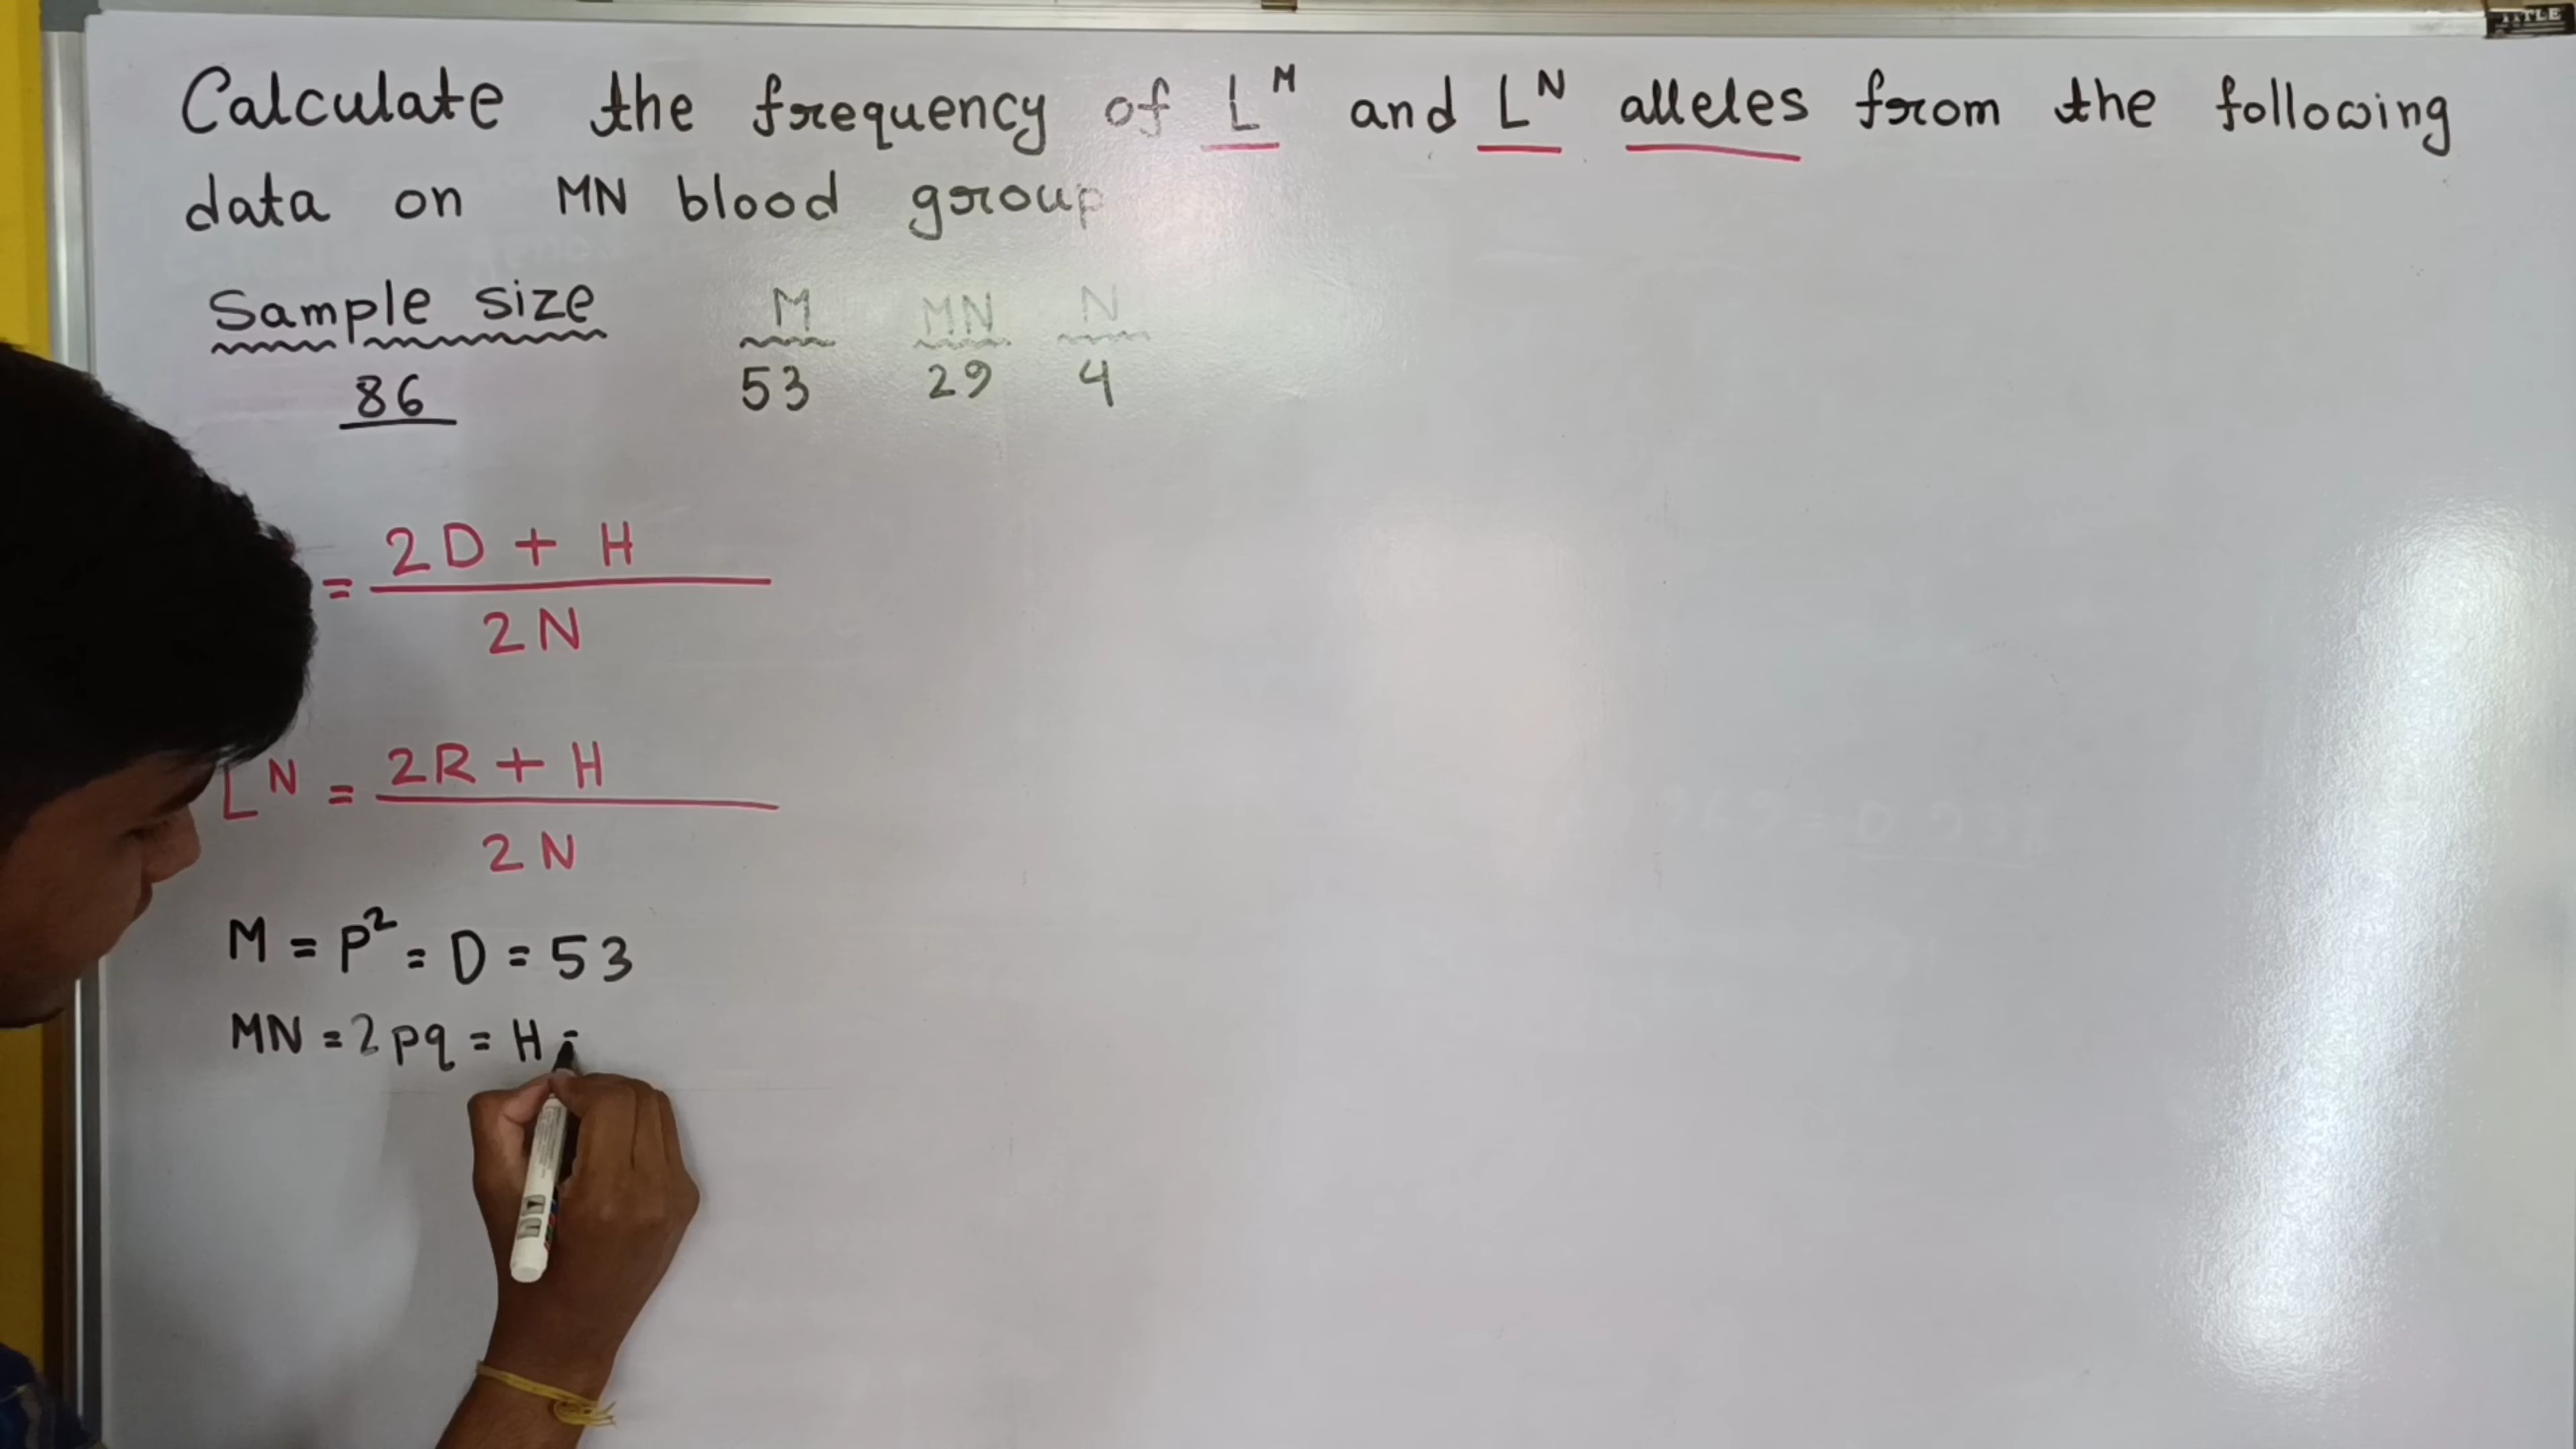 Calculate the frequency of L^M and L^N alleles from the following
data on MN blood group
Sample size M MN N
86 53 29 4
= 2D + H
2N
L^N = 2R + H
2N
M = P² = D = 53
MN = 2pq = H =